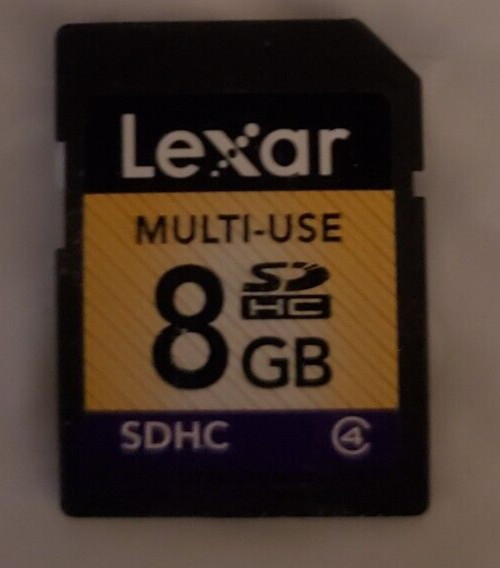 Lexar
MULTI-USE
8 GB
SD HC
SDHC 4